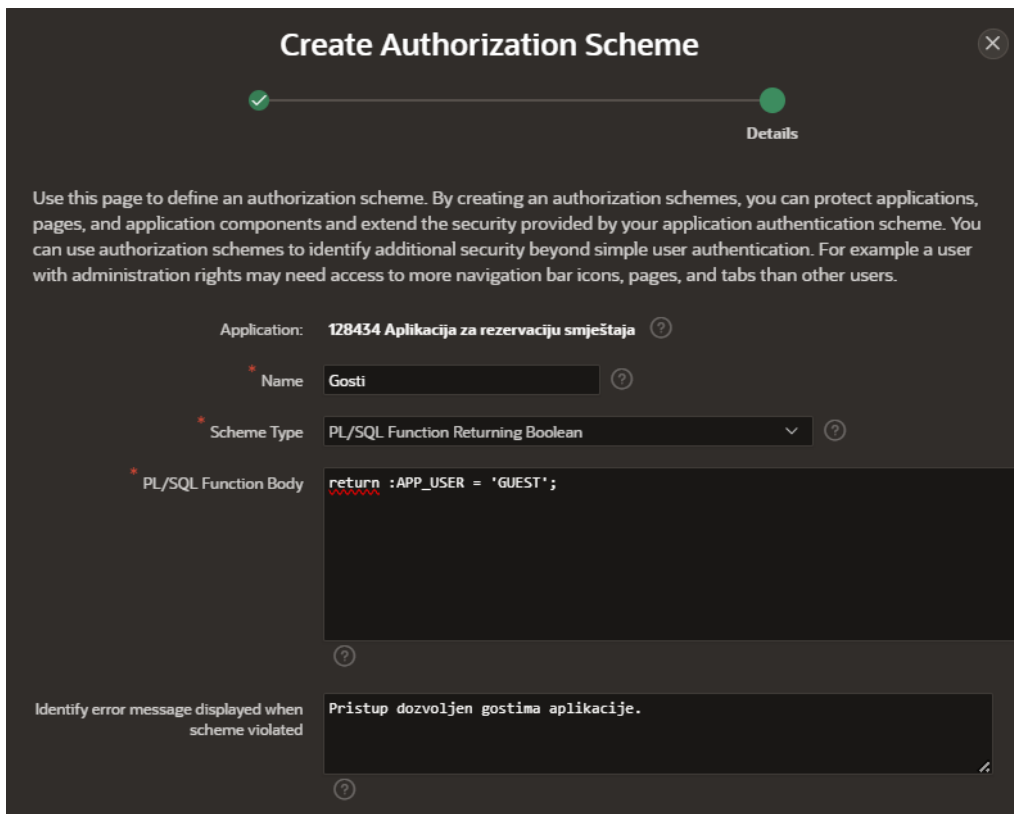 Create Authorization Scheme
Details
Use this page to define an authorization scheme. By creating an authorization schemes, you can protect applications,
pages, and application components and extend the security provided by your application authentication scheme. You
can use authorization schemes to identify additional security beyond simple user authentication. For example a user
with administration rights may need access to more navigation bar icons, pages, and tabs than other users.
Application: 128434 Aplikacija za rezervaciju smještaja ?
* Name Gosti ?
* Scheme Type PL/SQL Function Returning Boolean ?
* PL/SQL Function Body return :APP_USER = 'GUEST';
?
Identify error message displayed when Pristup dozvoljen gostima aplikacije.
scheme violated
?